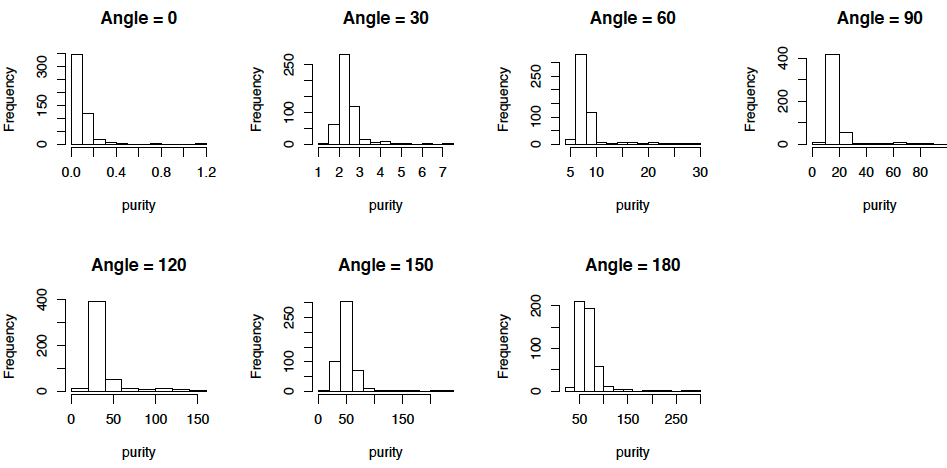 Angle = 0
Frequency
0 150 300
0.0 0.4 0.8 1.2
purity
Angle = 30
Frequency
0 100 250
1 2 3 4 5 6 7
purity
Angle = 60
Frequency
0 100 250
5 10 20 30
purity
Angle = 90
Frequency
0 200 400
0 20 40 60 80
purity
Angle = 120
Frequency
0 200 400
0 50 100 150
purity
Angle = 150
Frequency
0 100 250
0 50 150
purity
Angle = 180
Frequency
0 100 200
50 150 250
purity